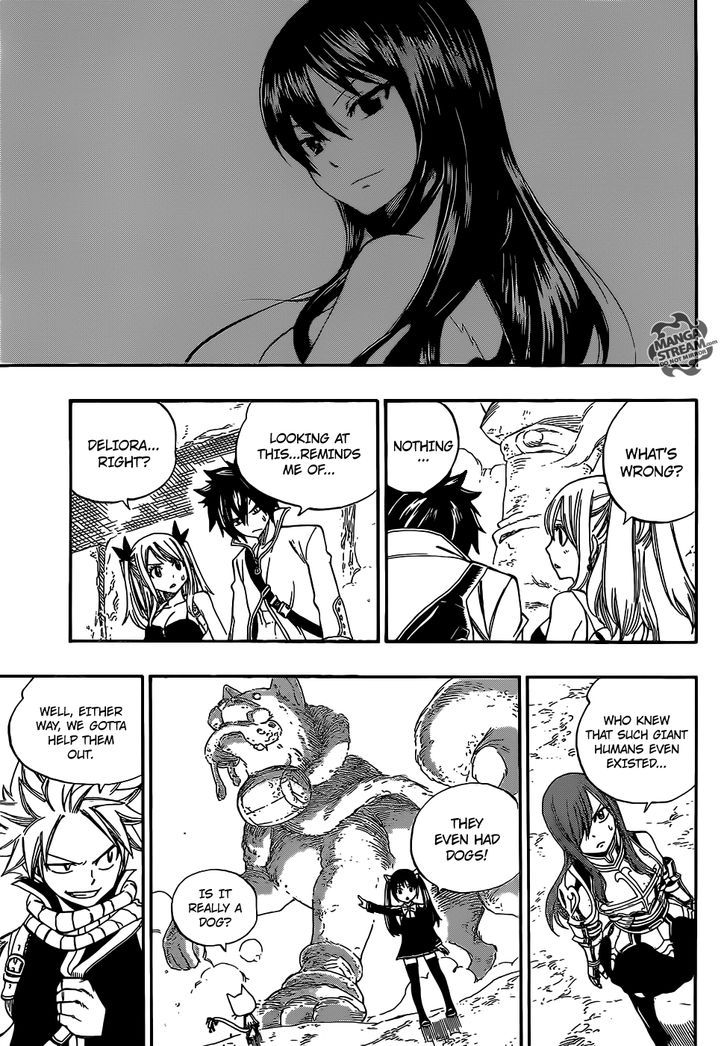 MANGA
STREAM.com
DO NOT MIRROR
WHAT'S
WRONG?
NOTHING
...
LOOKING AT
THIS...REMINDS
ME OF...
DELIORA...
RIGHT?
WHO KNEW
THAT SUCH GIANT
HUMANS EVEN
EXISTED...
THEY
EVEN HAD
DOGS!
IS IT
REALLY A
DOG?
WELL, EITHER
WAY, WE GOTTA
HELP THEM
OUT.